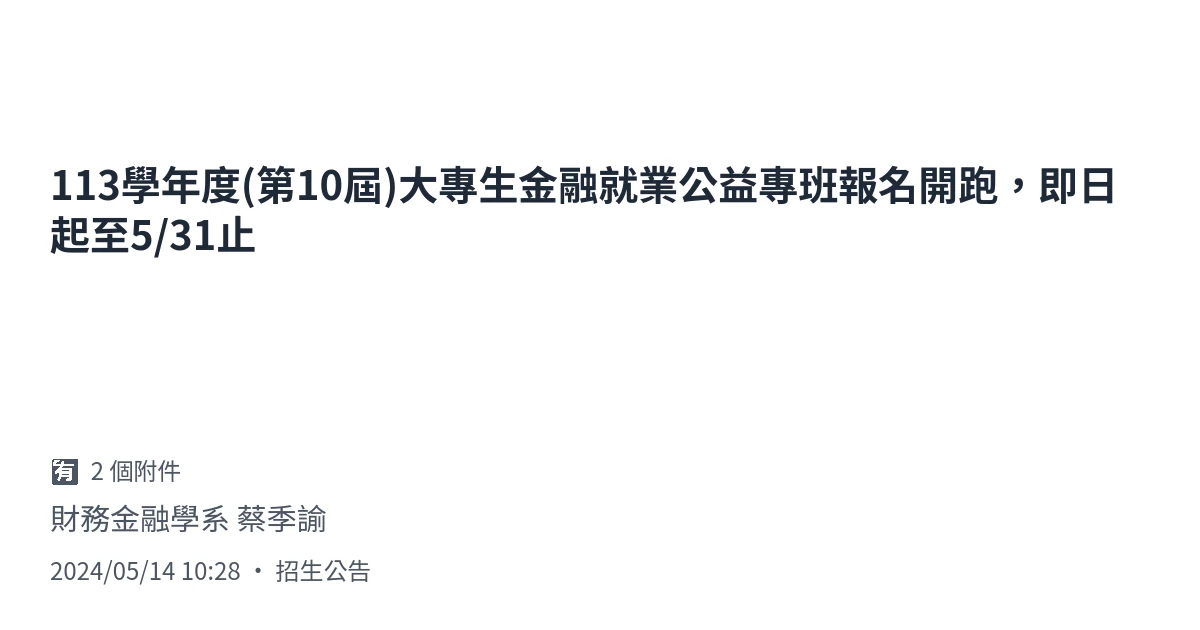 113學年度(第10屆)大專生金融就業公益專班報名開跑，即日
起至5/31止
🈶 2 個附件
財務金融學系 蔡季諭
2024/05/14 10:28 • 招生公告